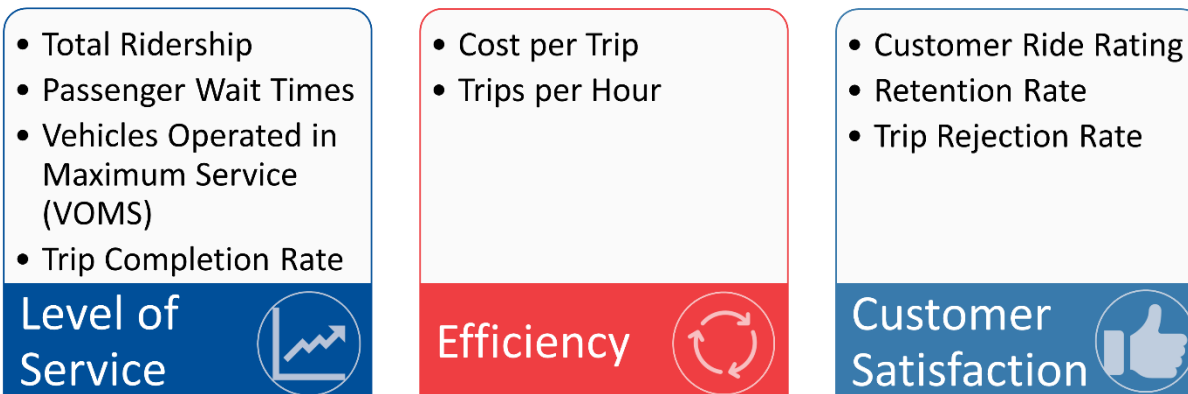 • Total Ridership
• Passenger Wait Times
• Vehicles Operated in
Maximum Service
(VOMS)
• Trip Completion Rate
Level of
Service
• Cost per Trip
• Trips per Hour
Efficiency
• Customer Ride Rating
• Retention Rate
• Trip Rejection Rate
Customer
Satisfaction